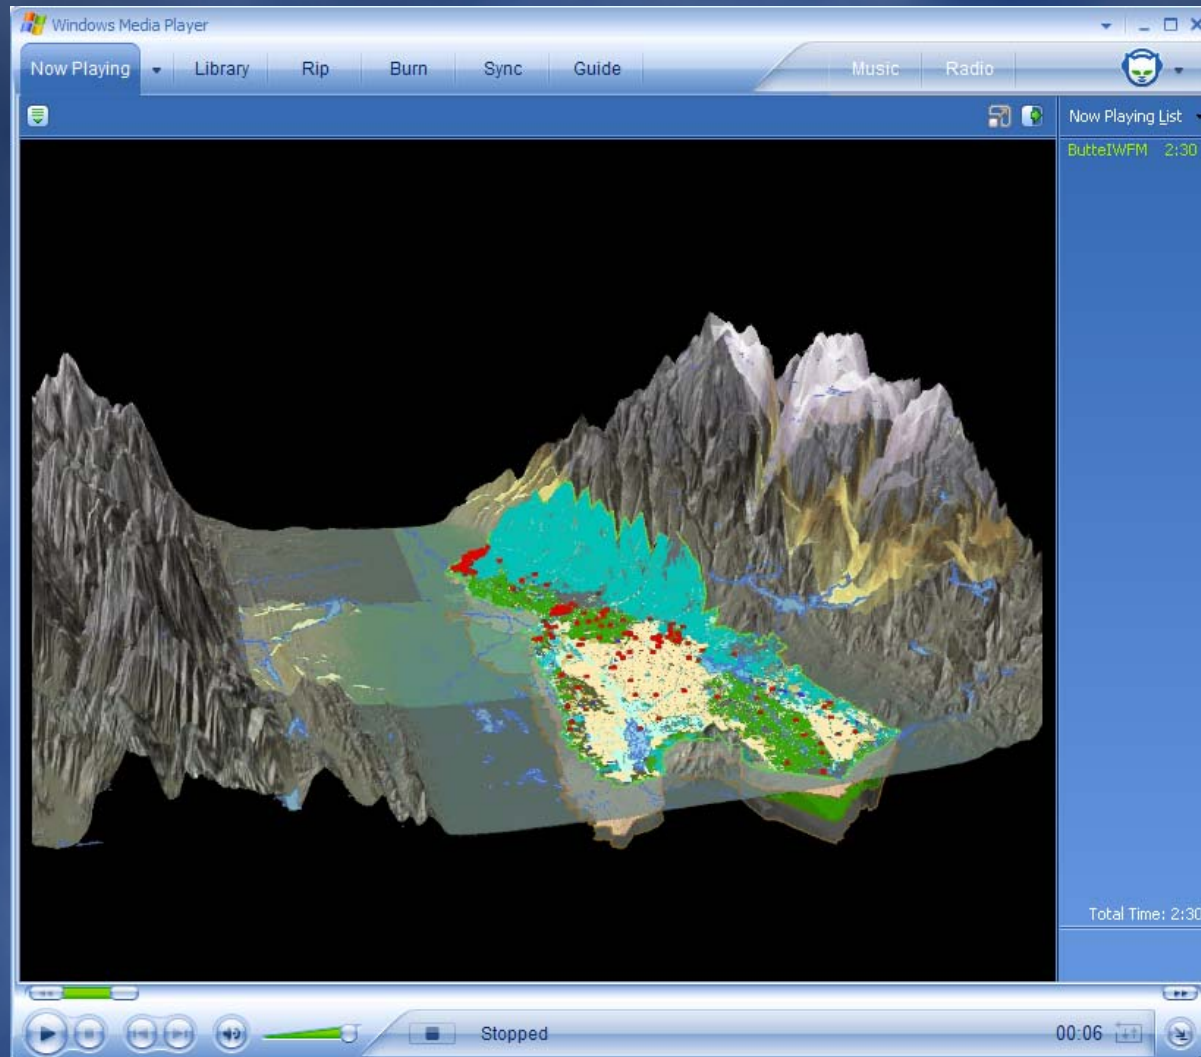 Windows Media Player
Now Playing Library Rip Burn Sync Guide Music Radio
Now Playing List
ButteIWFM 2:30
Total Time: 2:30
Stopped 00:06